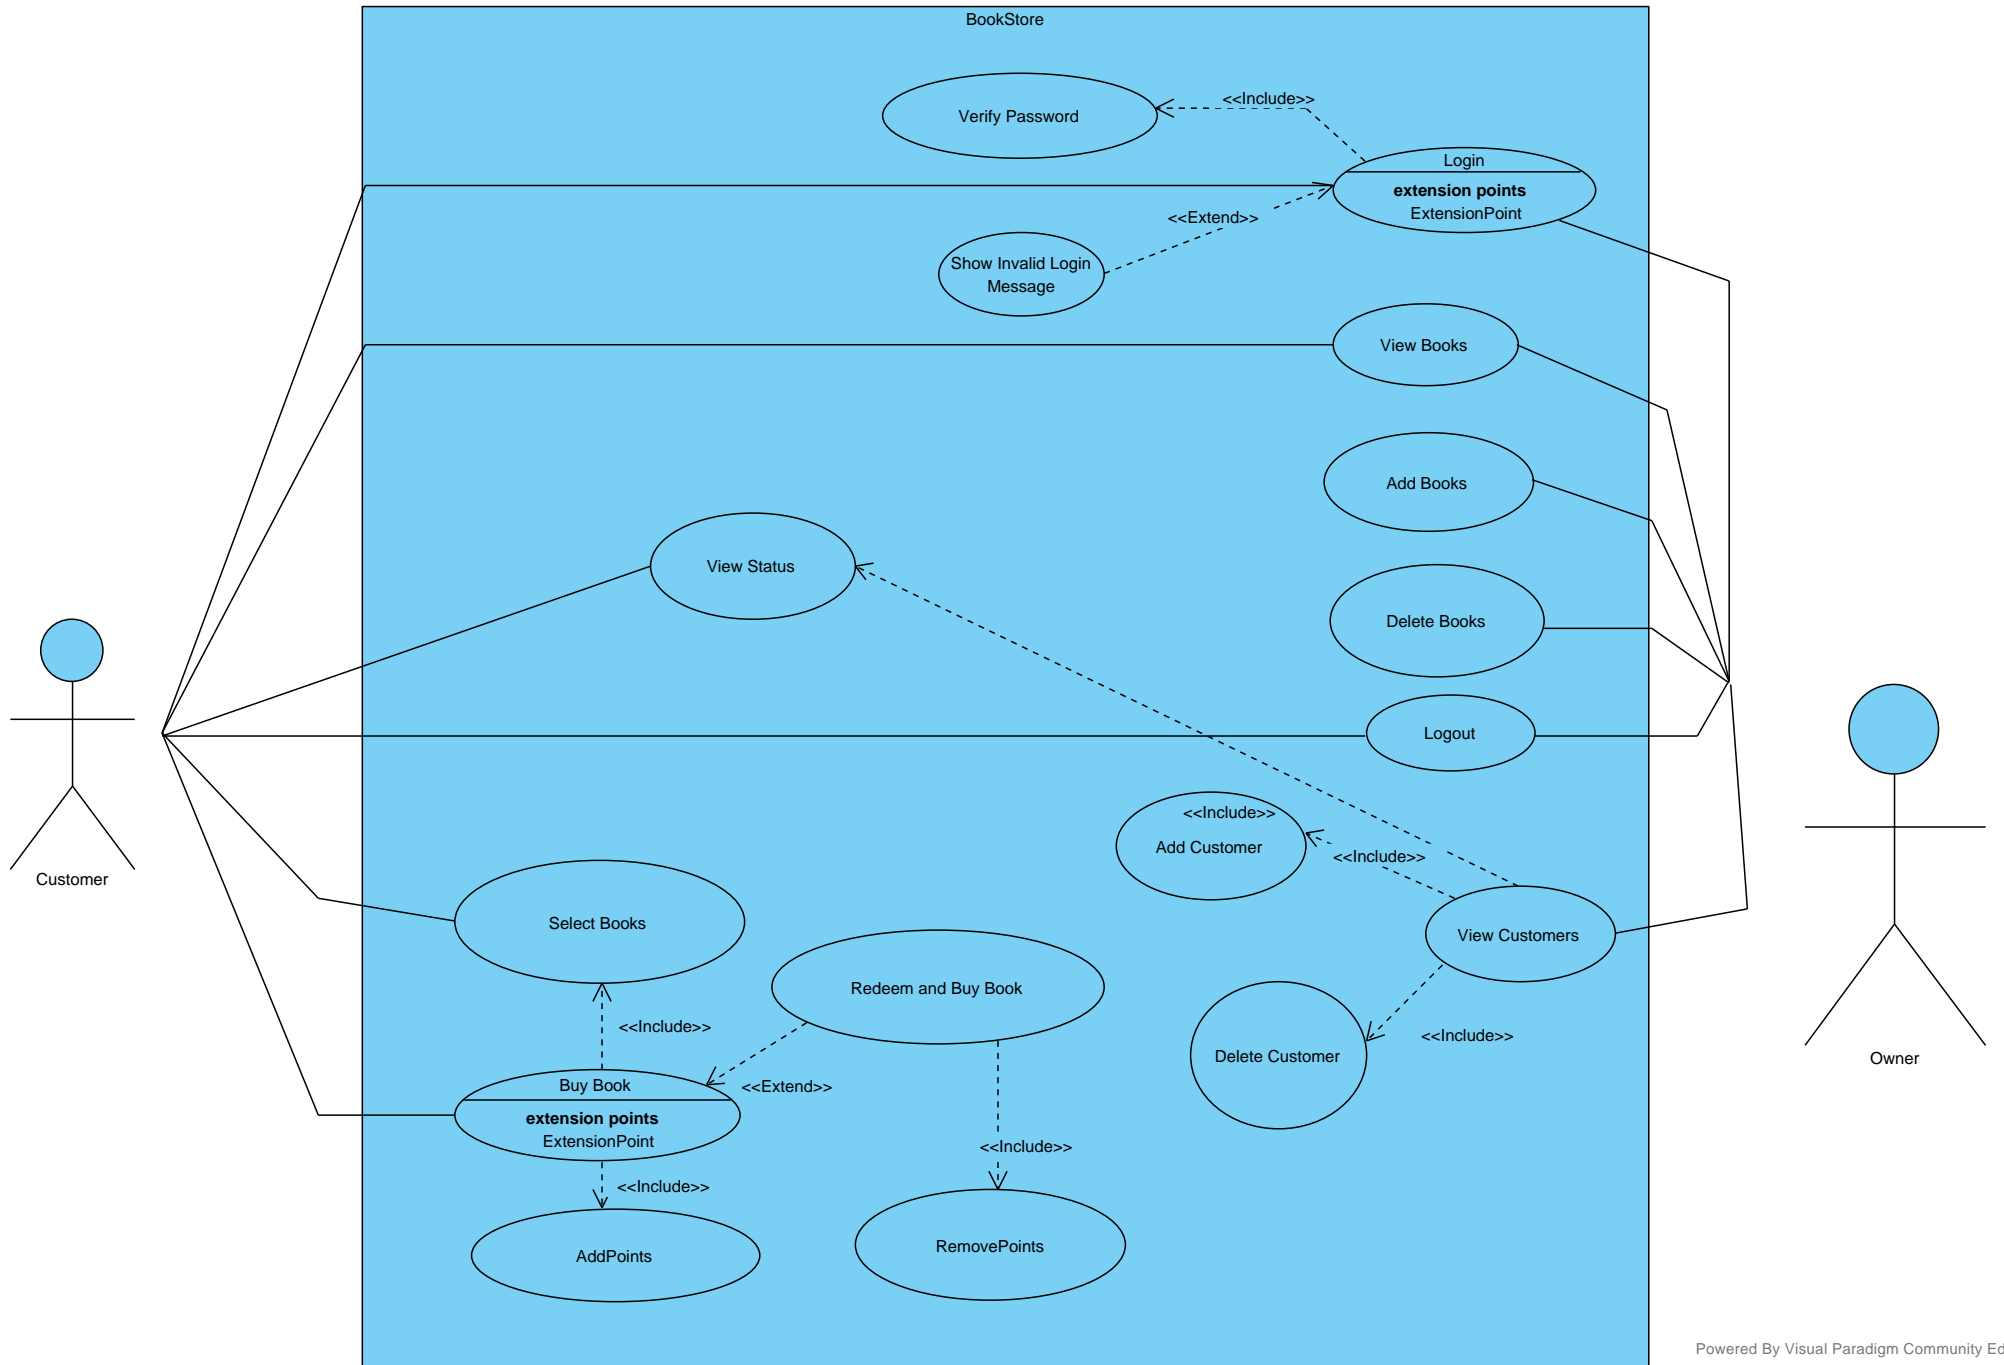 BookStore
Verify Password
<<Include>>
Login
extension points
ExtensionPoint
<<Extend>>
Show Invalid Login
Message
View Books
Add Books
View Status
Delete Books
Logout
<<Include>>
Add Customer
<<Include>>
Customer
Select Books
View Customers
Redeem and Buy Book
<<Include>>
<<Include>>
Delete Customer
Owner
Buy Book
<<Extend>>
extension points
ExtensionPoint
<<Include>>
<<Include>>
AddPoints
RemovePoints
Powered By Visual Paradigm Community Ed